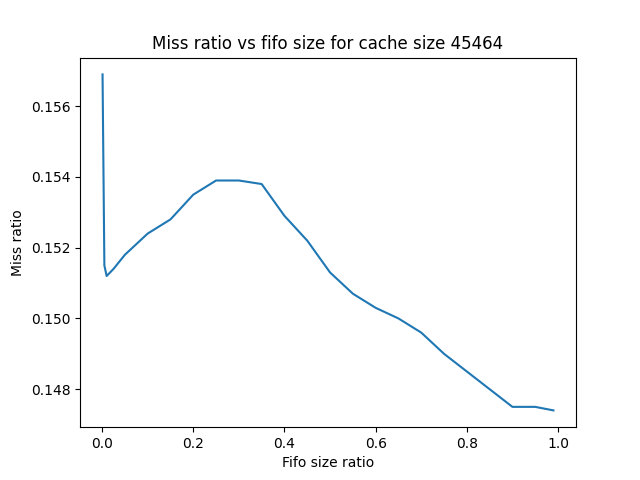 Miss ratio vs fifo size for cache size 45464
0.156
0.154
0.152
0.150
0.148
Miss ratio
0.0 0.2 0.4 0.6 0.8 1.0
Fifo size ratio